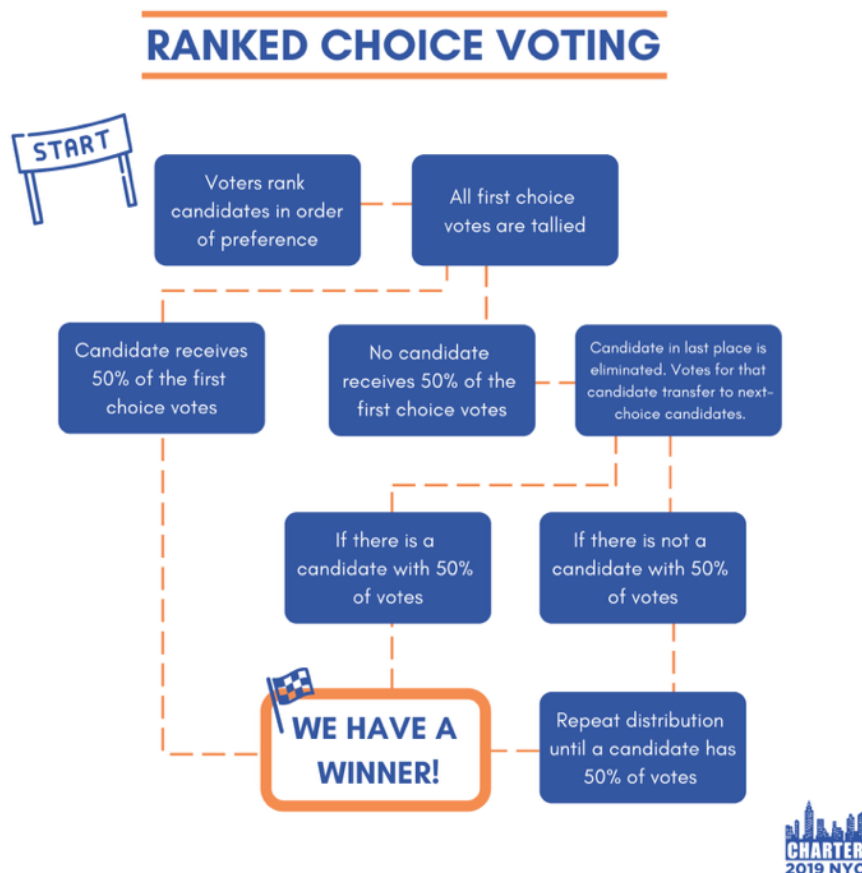 RANKED CHOICE VOTING
START
Voters rank
candidates in order
of preference
All first choice
votes are tallied
Candidate receives
50% of the first
choice votes
No candidate
receives 50% of the
first choice votes
Candidate in last place is
eliminated. Votes for that
candidate transfer to next-
choice candidates.
If there is a
candidate with 50%
of votes
If there is not a
candidate with 50%
of votes
WE HAVE A
WINNER!
Repeat distribution
until a candidate has
50% of votes
CHARTER
2019 NYC